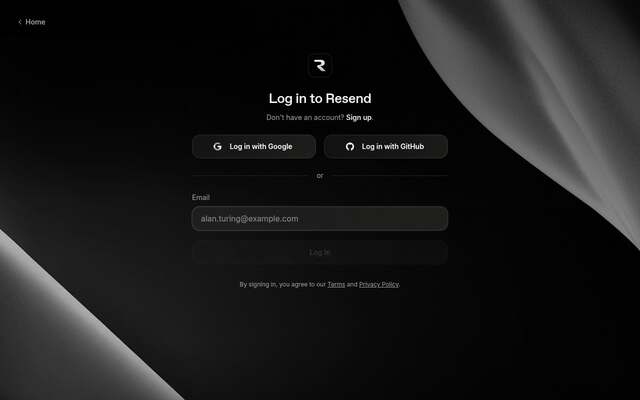 Home
Log in to Resend
Don't have an account? Sign up.
Log in with Google
Log in with GitHub
or
Email
alan.turing@example.com
Log In
By signing in, you agree to our Terms and Privacy Policy.